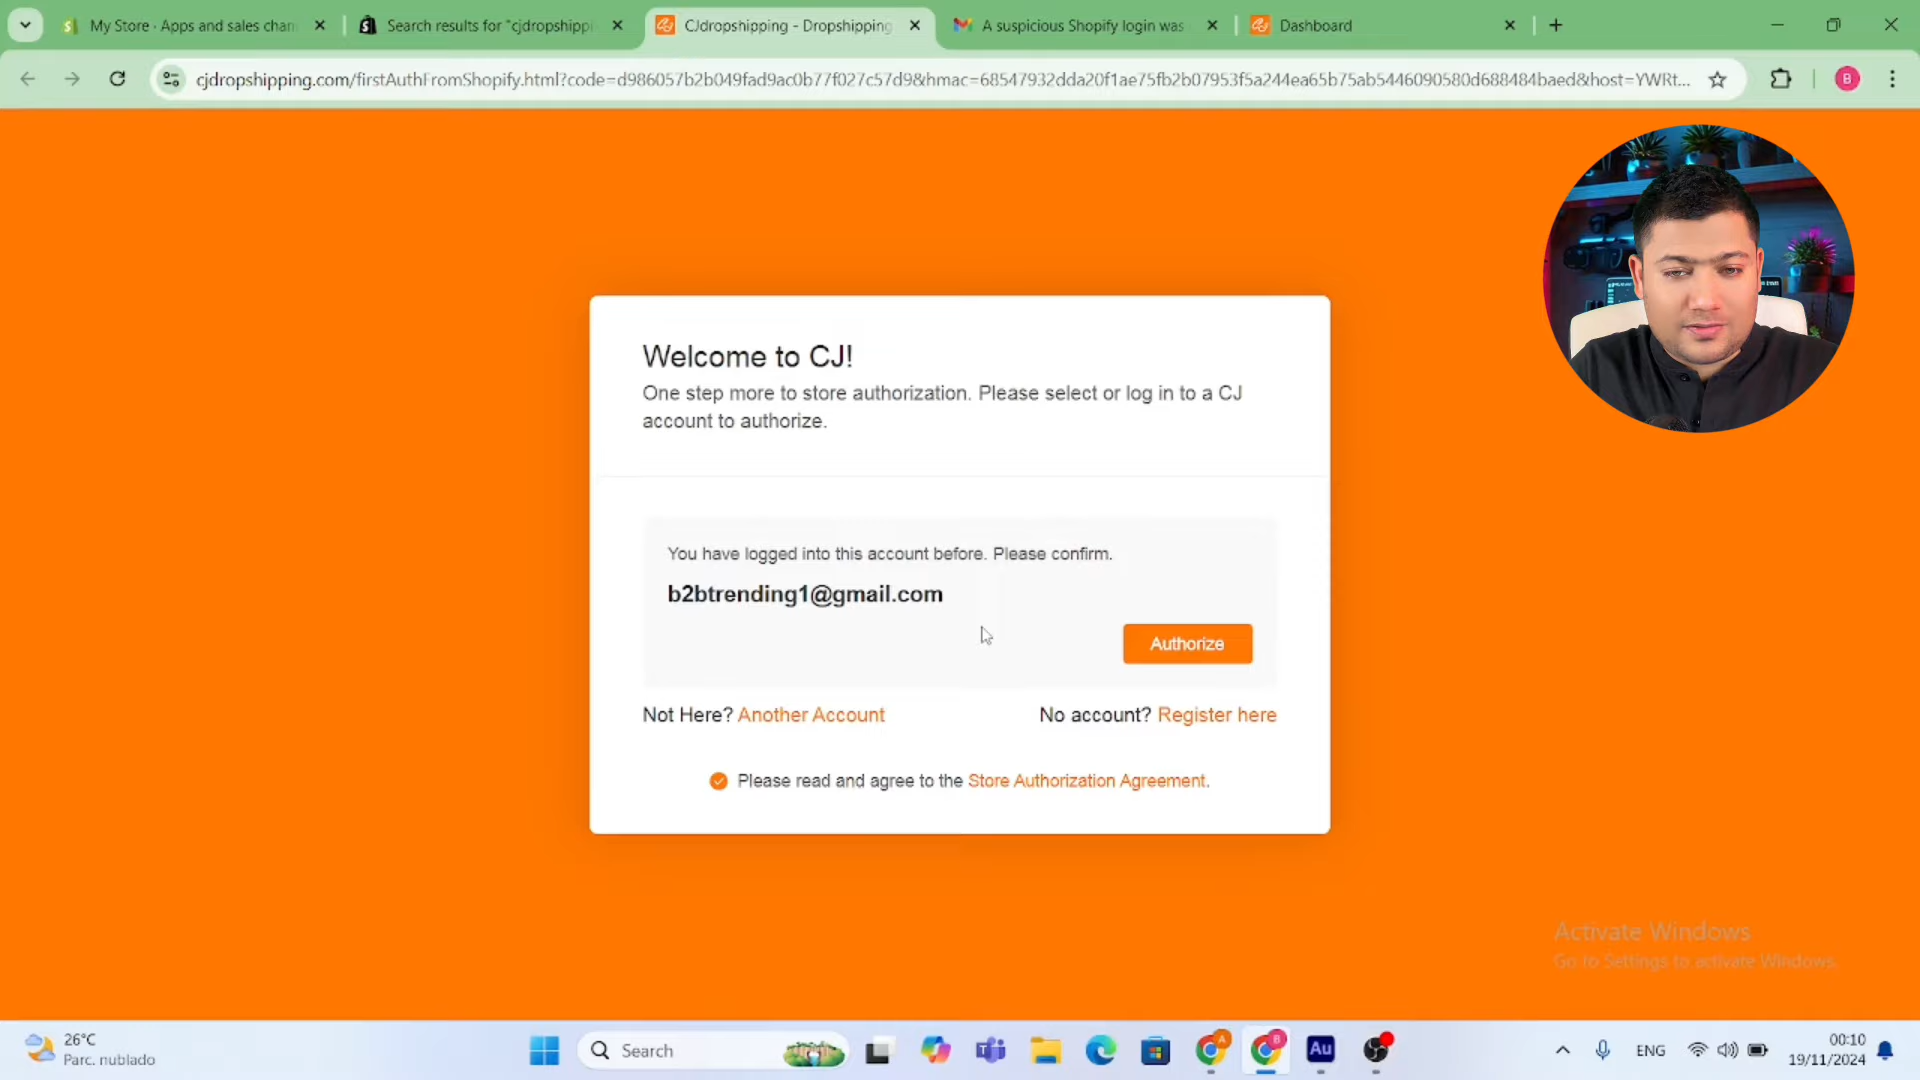 My Store · Apps and sales chan
Search results for "cjdropshippi
CJdropshipping - Dropshipping
A suspicious Shopify login was
Dashboard
cjdropshipping.com/firstAuthFromShopify.html?code=d986057b2b049fad9ac0b77f027c57d9&hmac=68547932dda20f1ae75fb2b07953f5a244ea65b75ab5446090580d688484baed&host=YWRt...
B
Welcome to CJ!
One step more to store authorization. Please select or log in to a CJ
account to authorize.
You have logged into this account before. Please confirm.
b2btrending1@gmail.com
Authorize
Not Here? Another Account
No account? Register here
Please read and agree to the Store Authorization Agreement.
Activate Windows
Go to Settings to activate Windows.
26°C
Parc. nublado
Search
A
B
Au
ENG
00:10
19/11/2024